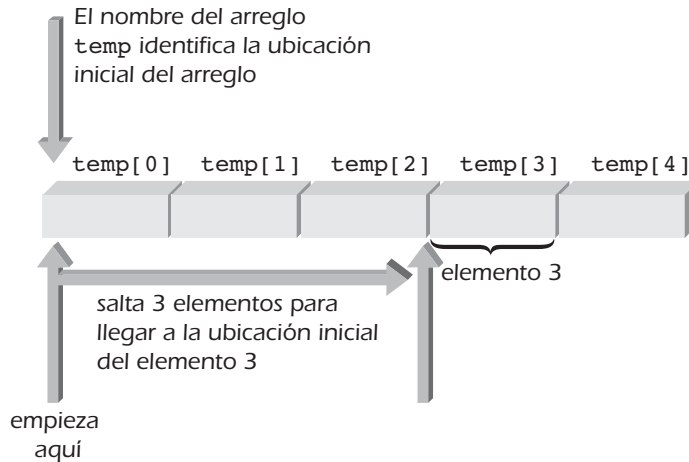 El nombre del arreglo
temp identifica la ubicación
inicial del arreglo
temp[0] temp[1] temp[2] temp[3] temp[4]
elemento 3
salta 3 elementos para
llegar a la ubicación inicial
del elemento 3
empieza
aquí